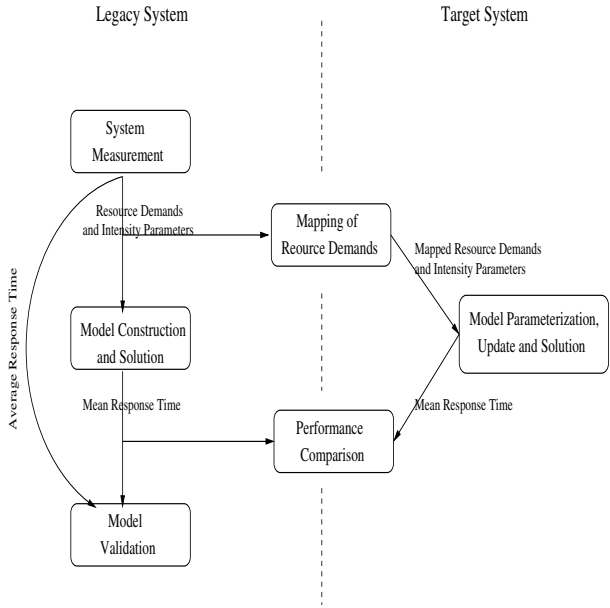 Legacy System
Target System
System
Measurement
Resource Demands
and Intensity Parameters
Mapping of
Reource Demands
Mapped Resource Demands
and Intensity Parameters
Average Response Time
Model Construction
and Solution
Model Parameterization,
Update and Solution
Mean Response Time
Mean Response Time
Performance
Comparison
Model
Validation